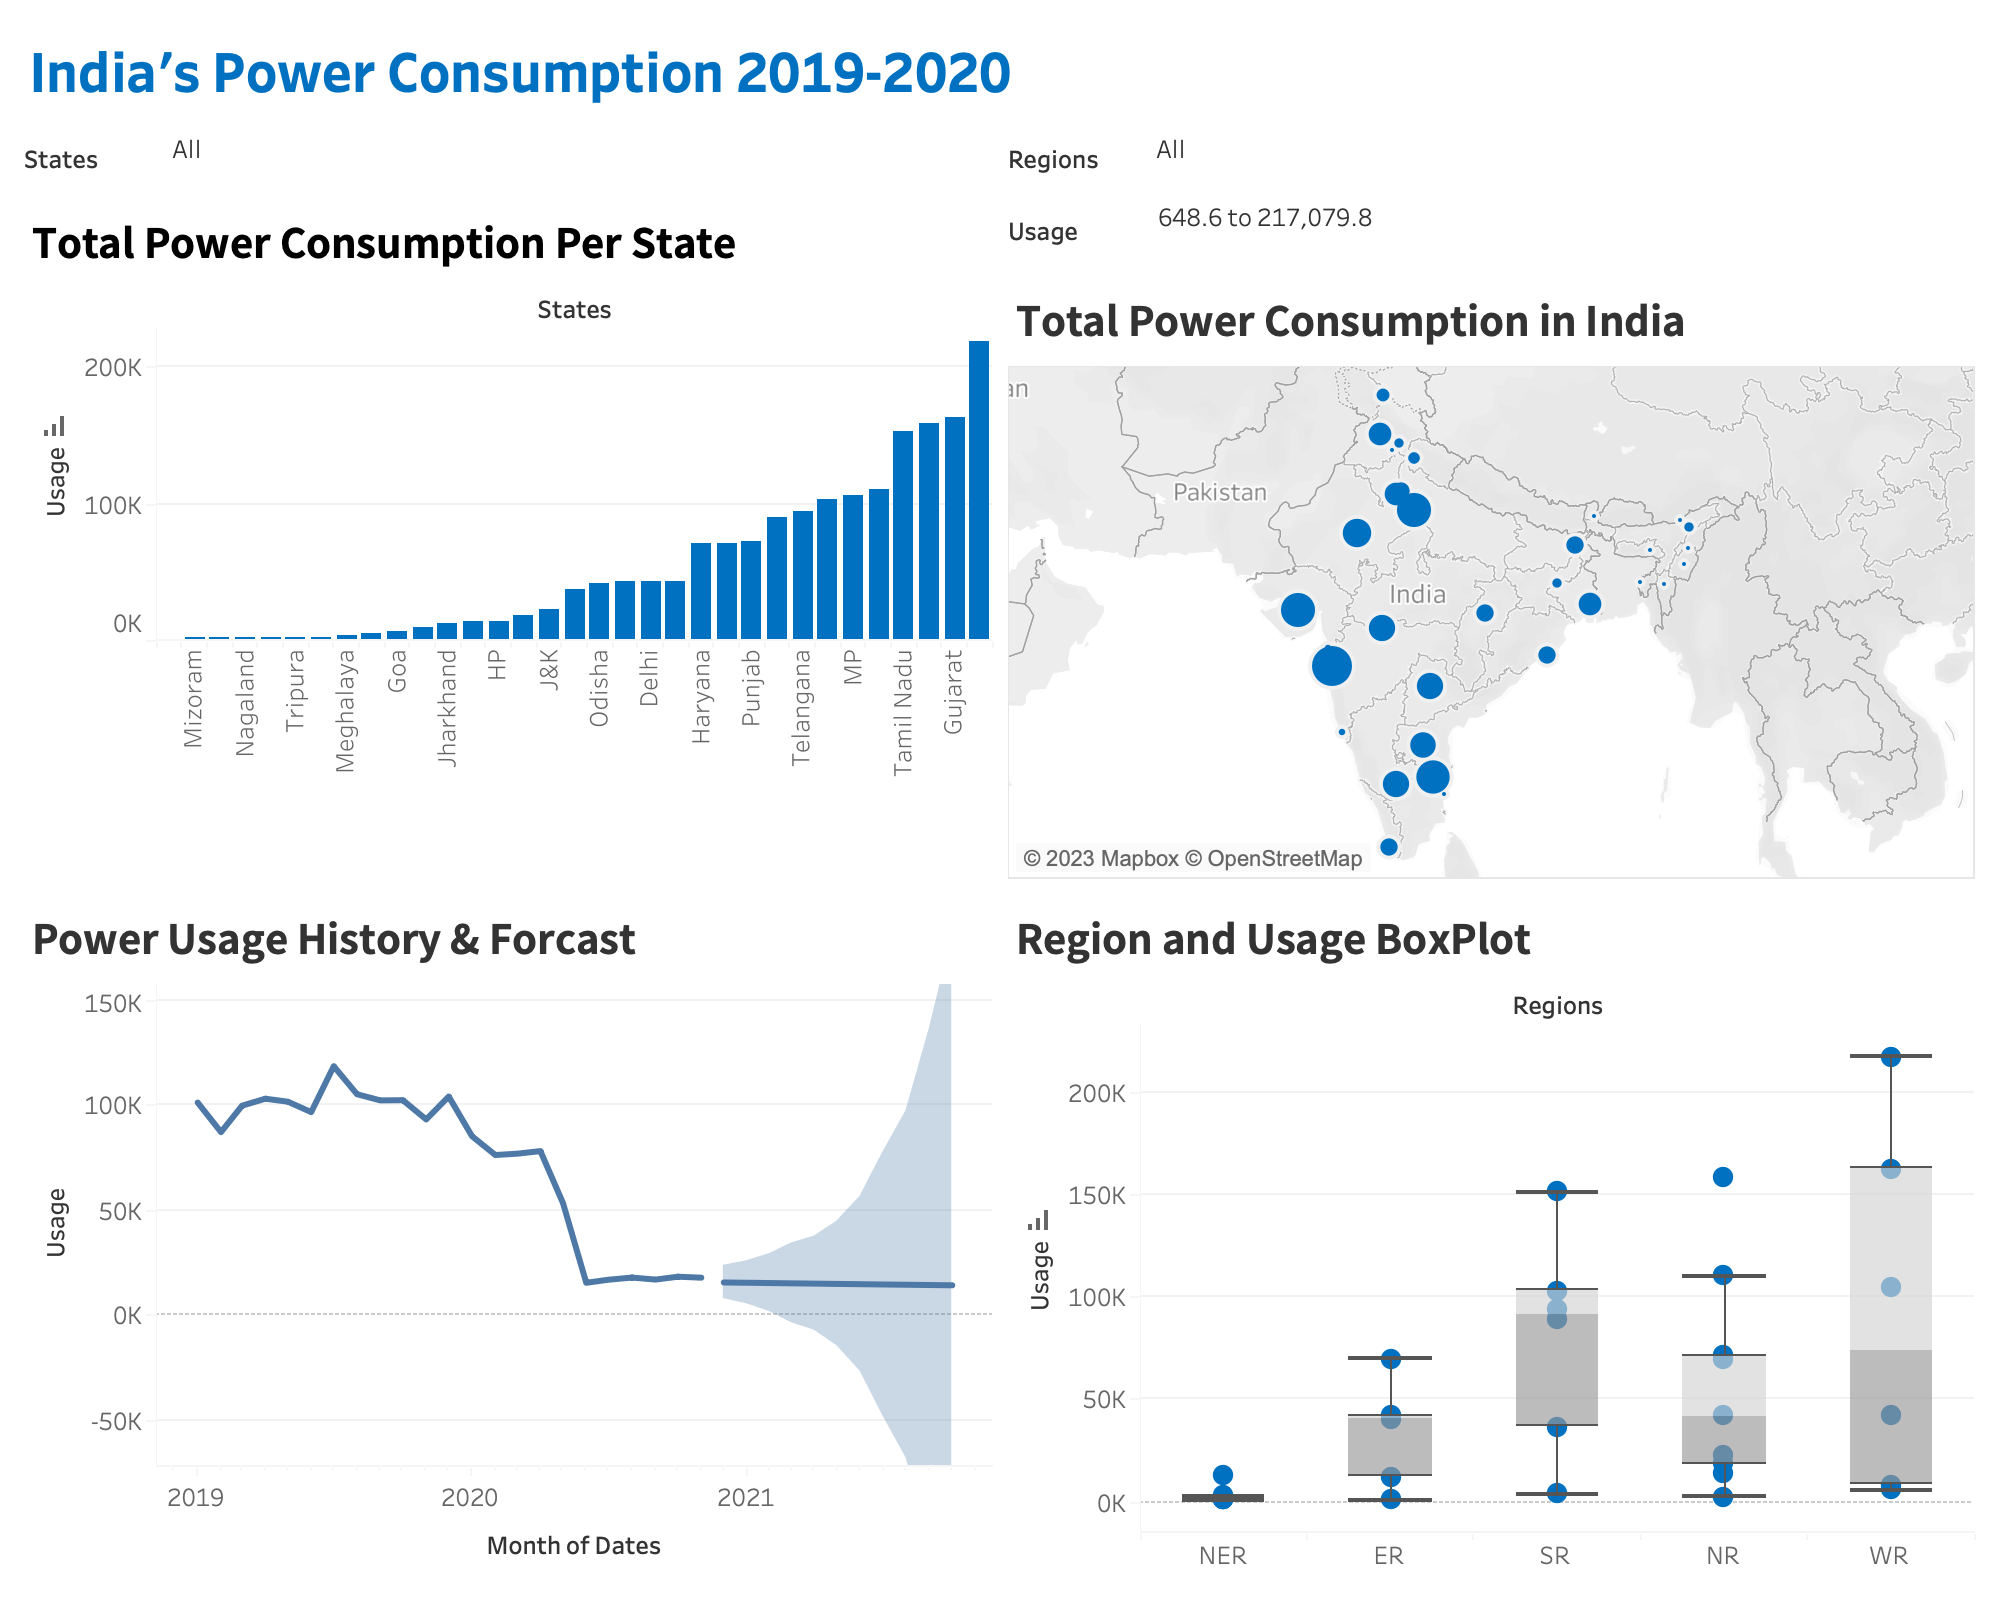 India’s Power Consumption 2019-2020
States
All
Regions
All
Usage
648.6 to 217,079.8
Total Power Consumption Per State
States
Usage
200K
100K
0K
Mizoram
Nagaland
Tripura
Meghalaya
Goa
Jharkhand
HP
J&K
Odisha
Delhi
Haryana
Punjab
Telangana
MP
Tamil Nadu
Gujarat
Total Power Consumption in India
an
Pakistan
India
© 2023 Mapbox © OpenStreetMap
Power Usage History & Forcast
Usage
150K
100K
50K
0K
-50K
2019
2020
2021
Month of Dates
Region and Usage BoxPlot
Regions
Usage
200K
150K
100K
50K
0K
NER
ER
SR
NR
WR